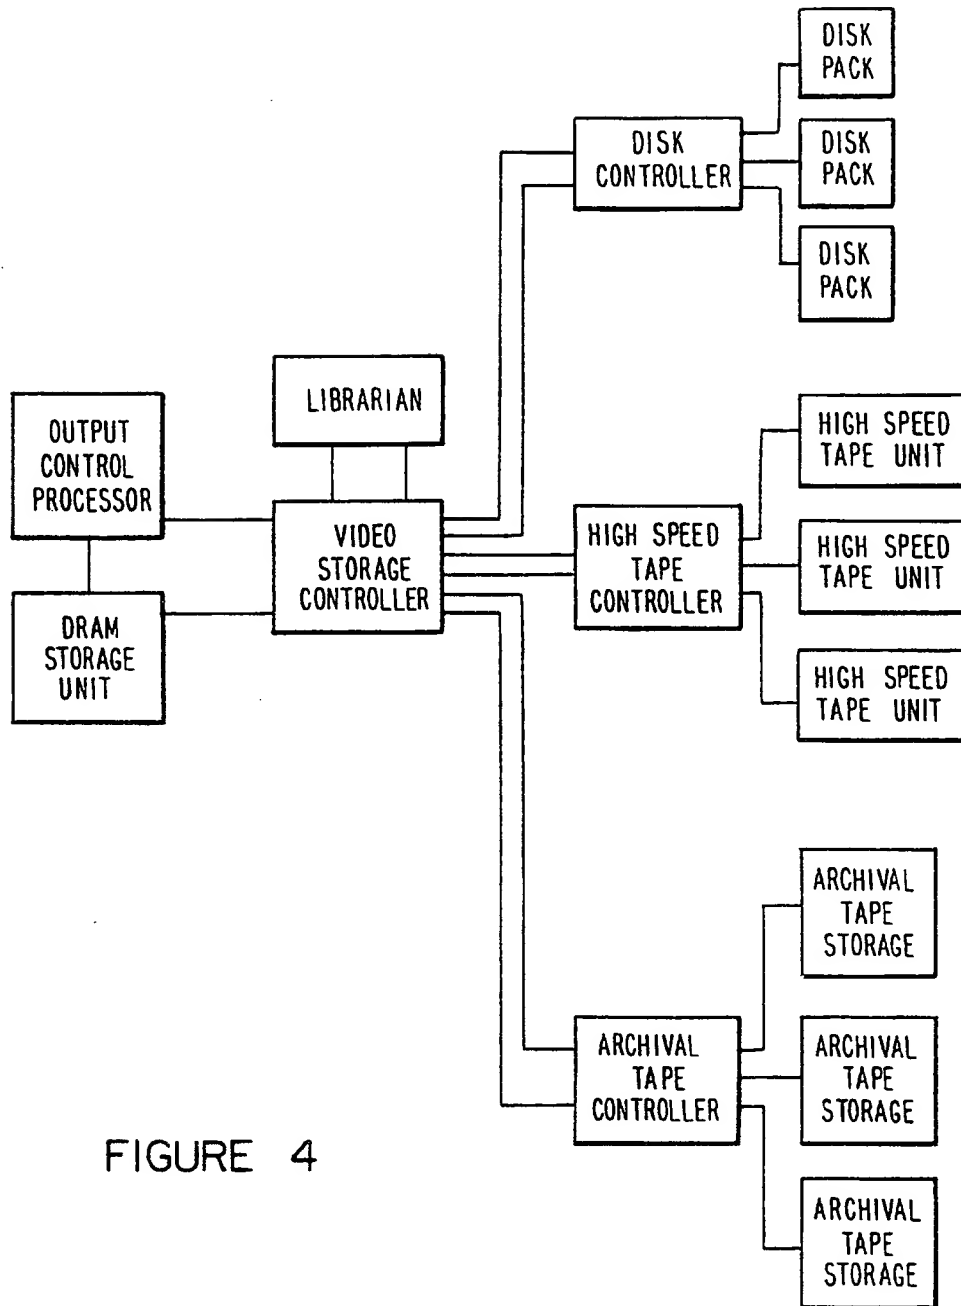 DISK
PACK
DISK
CONTROLLER
DISK
PACK
DISK
PACK
LIBRARIAN
OUTPUT
CONTROL
PROCESSOR
VIDEO
STORAGE
CONTROLLER
DRAM
STORAGE
UNIT
HIGH SPEED
TAPE UNIT
HIGH SPEED
TAPE
CONTROLLER
HIGH SPEED
TAPE UNIT
HIGH SPEED
TAPE UNIT
ARCHIVAL
TAPE
STORAGE
ARCHIVAL
TAPE
CONTROLLER
ARCHIVAL
TAPE
STORAGE
ARCHIVAL
TAPE
STORAGE
FIGURE 4